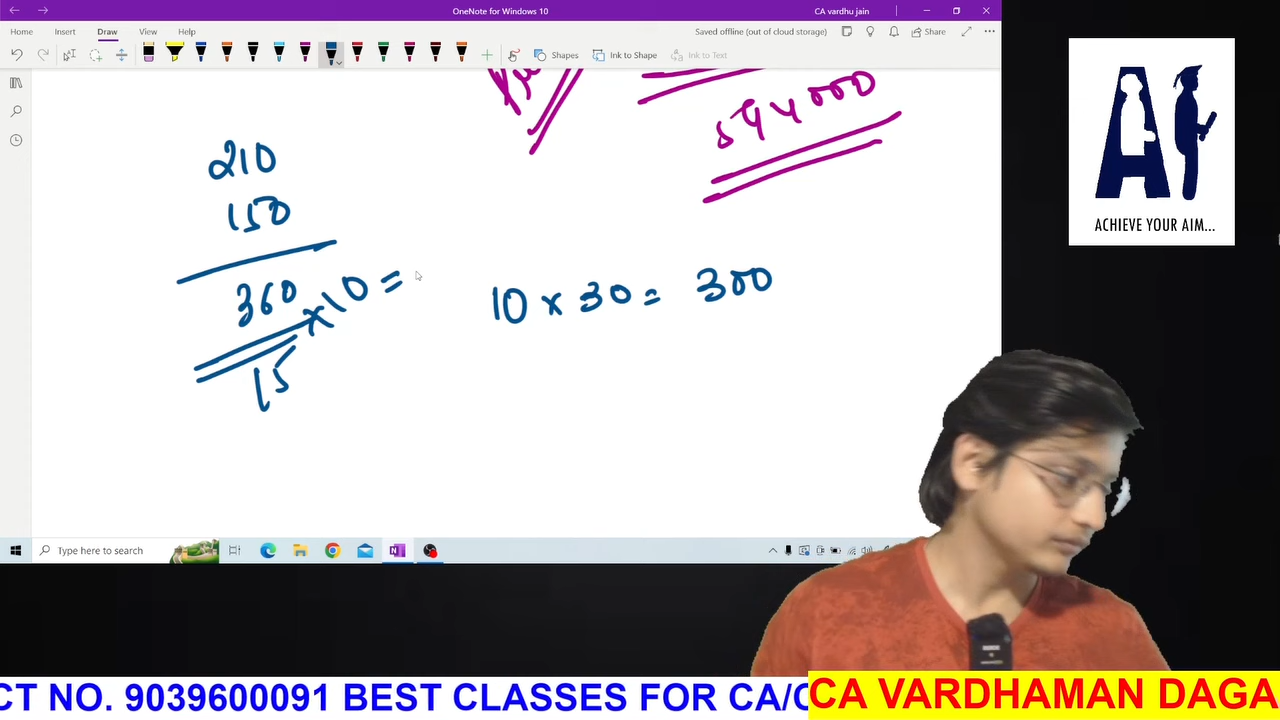 OneNote for Windows 10
CA vardhu jain
Home Insert Draw View Help
Saved offline (out of cloud storage)
Share
Shapes
Ink to Shape
Ink to Text
594000
210
150
360 × 10 =
15
10 × 30 = 300
ACHIEVE YOUR AIM...
Type here to search
CT NO. 9039600091 BEST CLASSES FOR CA/
CA VARDHAMAN DAGA